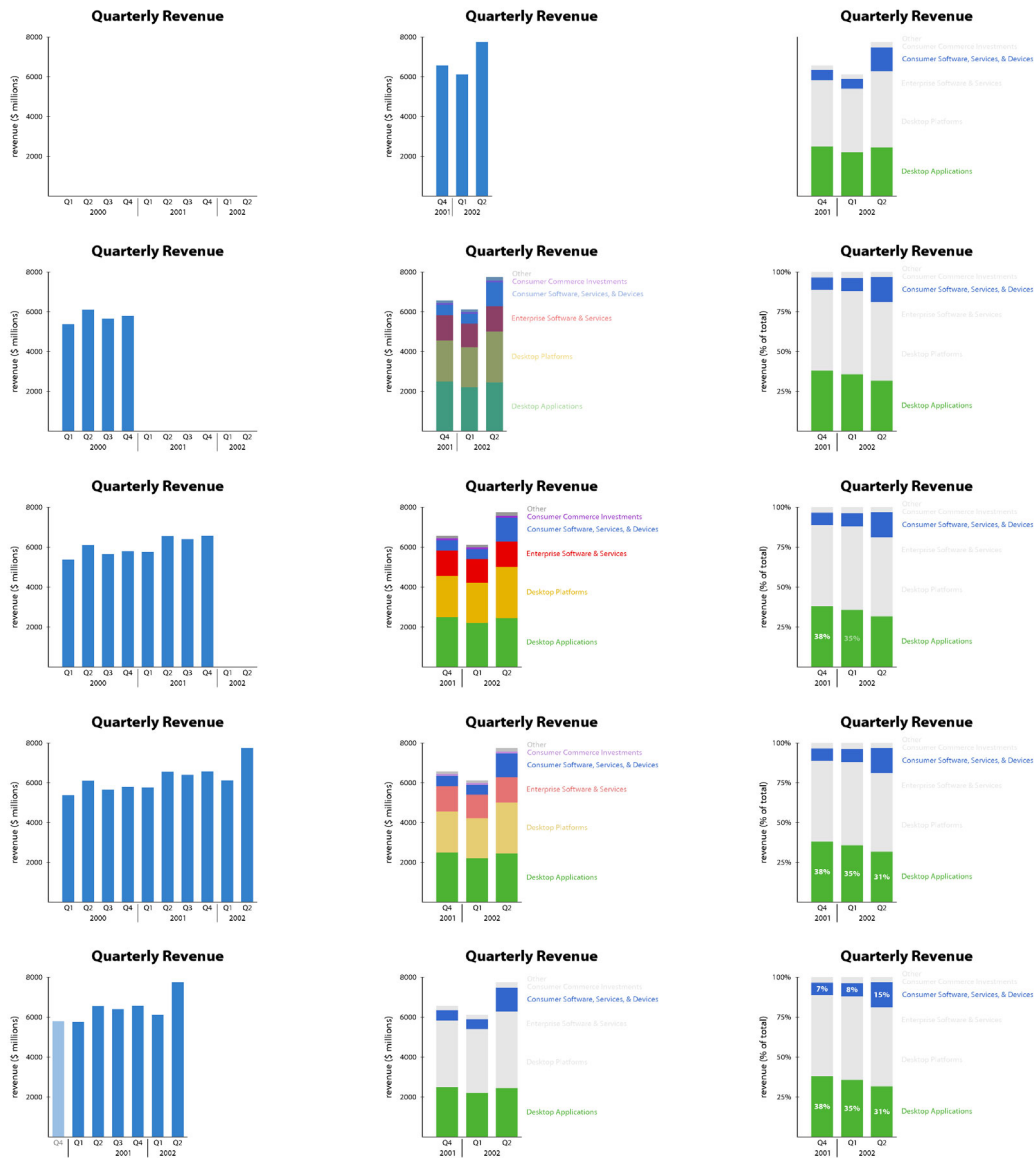 Quarterly Revenue
revenue ($ millions)
8000
6000
4000
2000
Q1 Q2 Q3 Q4 Q1 Q2 Q3 Q4 Q1 Q2
2000 2001 2002
Quarterly Revenue
revenue ($ millions)
8000
6000
4000
2000
Q1 Q2 Q3 Q4 Q1 Q2 Q3 Q4 Q1 Q2
2000 2001 2002
Quarterly Revenue
revenue ($ millions)
8000
6000
4000
2000
Q1 Q2 Q3 Q4 Q1 Q2 Q3 Q4 Q1 Q2
2000 2001 2002
Quarterly Revenue
revenue ($ millions)
8000
6000
4000
2000
Q1 Q2 Q3 Q4 Q1 Q2 Q3 Q4 Q1 Q2
2000 2001 2002
Quarterly Revenue
revenue ($ millions)
8000
6000
4000
2000
Q4 Q1 Q2 Q3 Q4 Q1 Q2
2001 2002
Quarterly Revenue
revenue ($ millions)
8000
6000
4000
2000
Q4 Q1 Q2
2001 2002
Quarterly Revenue
revenue ($ millions)
8000
6000
4000
2000
Other
Consumer Commerce Investments
Consumer Software, Services, & Devices
Enterprise Software & Services
Desktop Platforms
Desktop Applications
Q4 Q1 Q2
2001 2002
Quarterly Revenue
revenue ($ millions)
8000
6000
4000
2000
Other
Consumer Commerce Investments
Consumer Software, Services, & Devices
Enterprise Software & Services
Desktop Platforms
Desktop Applications
Q4 Q1 Q2
2001 2002
Quarterly Revenue
revenue ($ millions)
8000
6000
4000
2000
Other
Consumer Commerce Investments
Consumer Software, Services, & Devices
Enterprise Software & Services
Desktop Platforms
Desktop Applications
Q4 Q1 Q2
2001 2002
Quarterly Revenue
revenue ($ millions)
8000
6000
4000
2000
Other
Consumer Commerce Investments
Consumer Software, Services, & Devices
Enterprise Software & Services
Desktop Platforms
Desktop Applications
Q4 Q1 Q2
2001 2002
Quarterly Revenue
revenue ($ millions)
8000
6000
4000
2000
Other
Consumer Commerce Investments
Consumer Software, Services, & Devices
Enterprise Software & Services
Desktop Platforms
Desktop Applications
Q4 Q1 Q2
2001 2002
Quarterly Revenue
revenue (% of total)
100%
75%
50%
25%
Other
Consumer Commerce Investments
Consumer Software, Services, & Devices
Enterprise Software & Services
Desktop Platforms
Desktop Applications
Q4 Q1 Q2
2001 2002
Quarterly Revenue
revenue (% of total)
100%
75%
50%
25%
Other
Consumer Commerce Investments
Consumer Software, Services, & Devices
Enterprise Software & Services
Desktop Platforms
38% 35%
Desktop Applications
Q4 Q1 Q2
2001 2002
Quarterly Revenue
revenue (% of total)
100%
75%
50%
25%
Other
Consumer Commerce Investments
Consumer Software, Services, & Devices
Enterprise Software & Services
Desktop Platforms
38% 35% 31%
Desktop Applications
Q4 Q1 Q2
2001 2002
Quarterly Revenue
revenue (% of total)
100%
75%
50%
25%
Other
Consumer Commerce Investments
7% 8% 15%
Consumer Software, Services, & Devices
Enterprise Software & Services
Desktop Platforms
38% 35% 31%
Desktop Applications
Q4 Q1 Q2
2001 2002